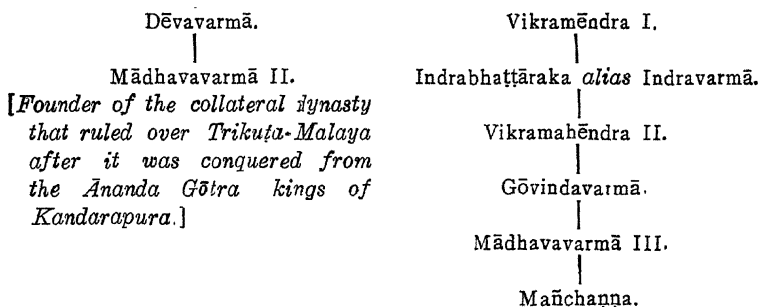 Dēvavarmā.
Mādhavavarmā II.
[Founder of the collateral dynasty
that ruled over Trikuṭa-Malaya
after it was conquered from
the Ānanda Gōtra kings of
Kandarapura.]
Vikramēndra I.
Indrabhaṭṭāraka alias Indravarmā.
Vikramahēndra II.
Gōvindavarmā.
Mādhavavarmā III.
Mañchaṇṇa.